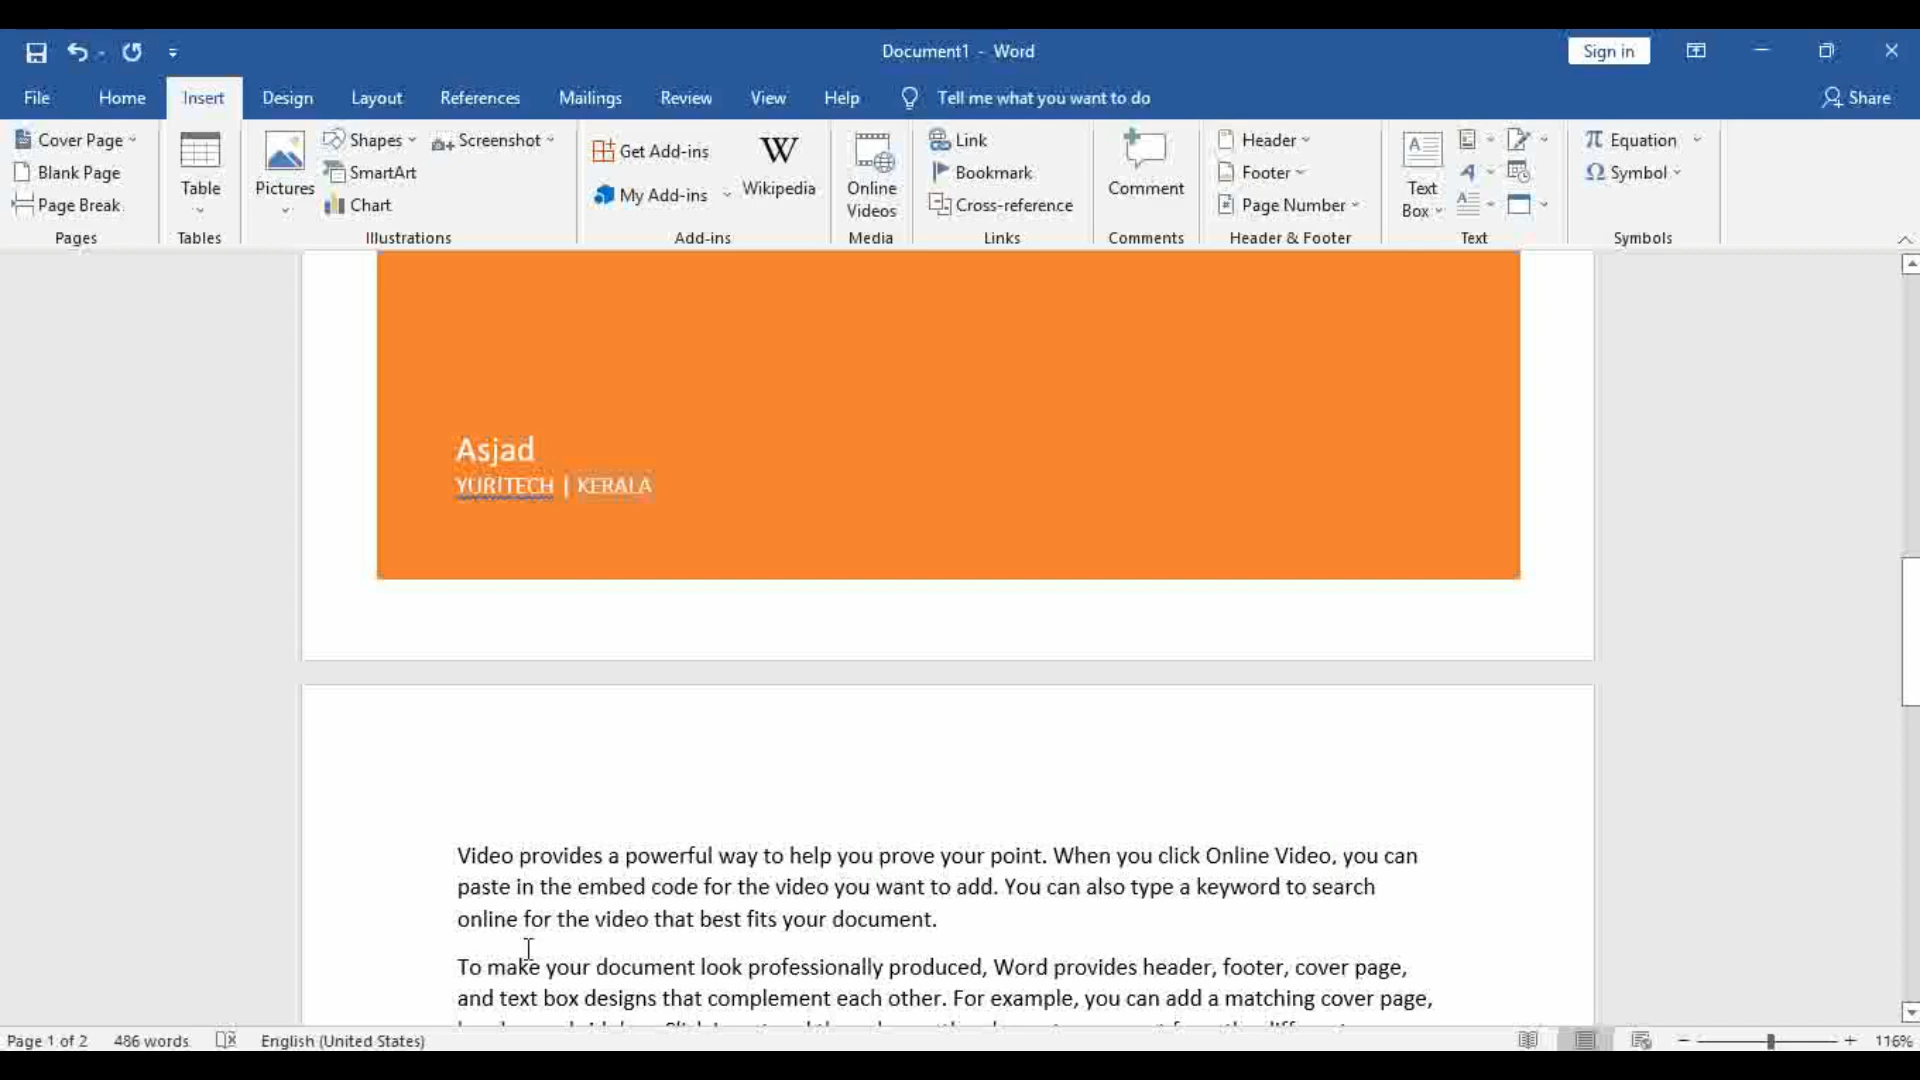 Document1 - Word
Sign in
File Home Insert Design Layout References Mailings Review View Help Tell me what you want to do Share
Cover Page
Blank Page
Page Break
Pages
Table
Tables
Pictures
Shapes
SmartArt
Chart
Screenshot
Illustrations
Get Add-ins
My Add-ins
W
Wikipedia
Add-ins
Online
Videos
Media
Link
Bookmark
Cross-reference
Links
Comment
Comments
Header
Footer
Page Number
Header & Footer
Text
Box
Text
π Equation
Ω Symbol
Symbols
Asjad
YURITECH | KERALA
Video provides a powerful way to help you prove your point. When you click Online Video, you can
paste in the embed code for the video you want to add. You can also type a keyword to search
online for the video that best fits your document.
To make your document look professionally produced, Word provides header, footer, cover page,
and text box designs that complement each other. For example, you can add a matching cover page,
Page 1 of 2 486 words English (United States) 116%